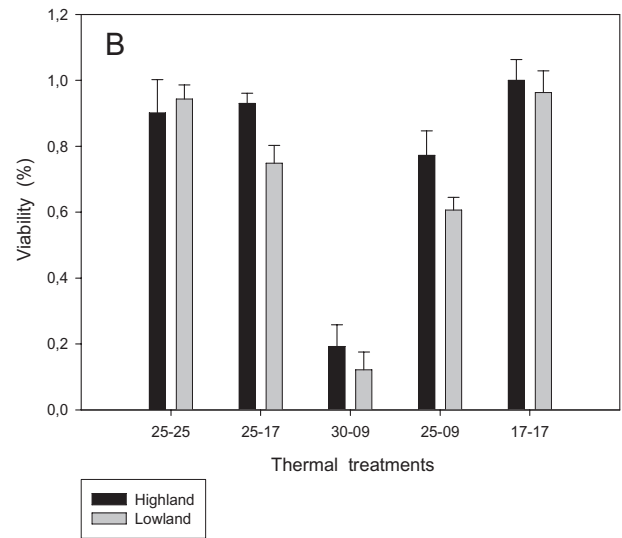 B
Viability (%)
1,2
1,0
0,8
0,6
0,4
0,2
0,0
25-25 25-17 30-09 25-09 17-17
Thermal treatments
Highland
Lowland